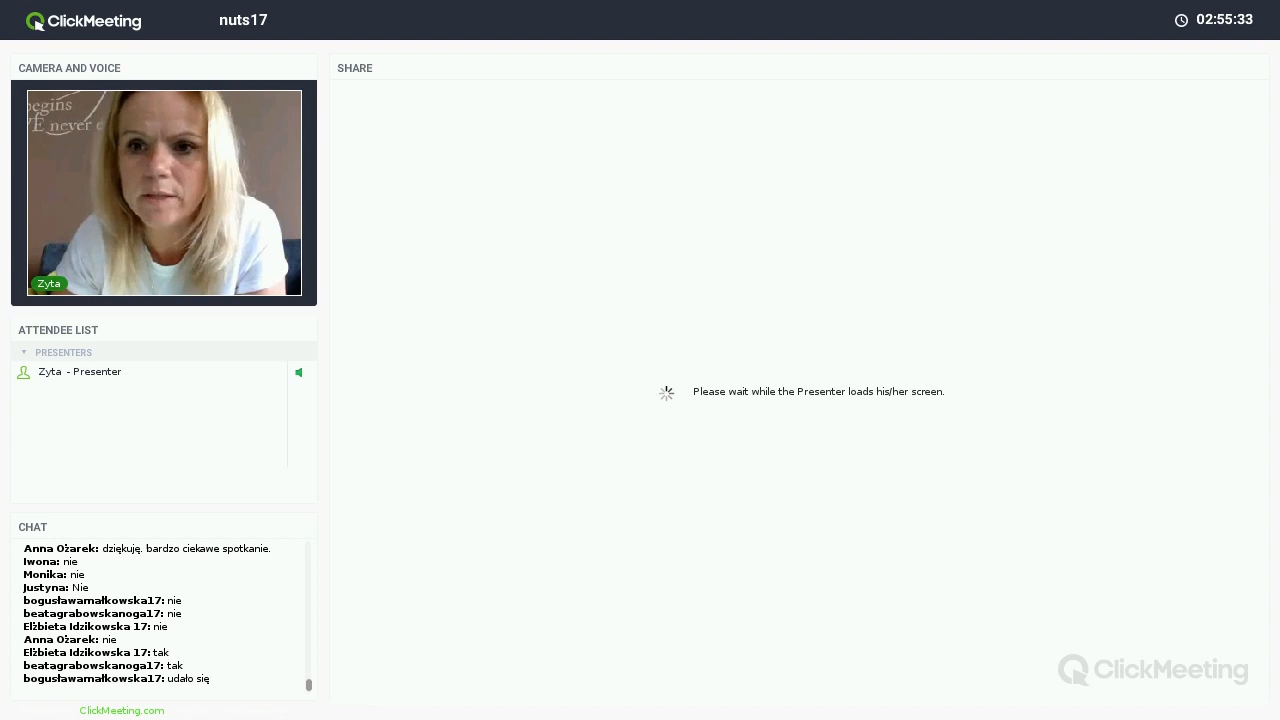 ClickMeeting
nuts17
02:55:33
CAMERA AND VOICE
begins
E never
Zyta
SHARE
Please wait while the Presenter loads his/her screen.
ATTENDEE LIST
PRESENTERS
Zyta - Presenter
CHAT
Anna Ożarek: dziękuję. bardzo ciekawe spotkanie.
Iwona: nie
Monika: nie
Justyna: Nie
bogusławamałkowska17: nie
beatagrabowskanoga17: nie
Elżbieta Idzikowska 17: nie
Anna Ożarek: nie
Elżbieta Idzikowska 17: tak
beatagrabowskanoga17: tak
bogusławamałkowska17: udało się
ClickMeeting.com
ClickMeeting